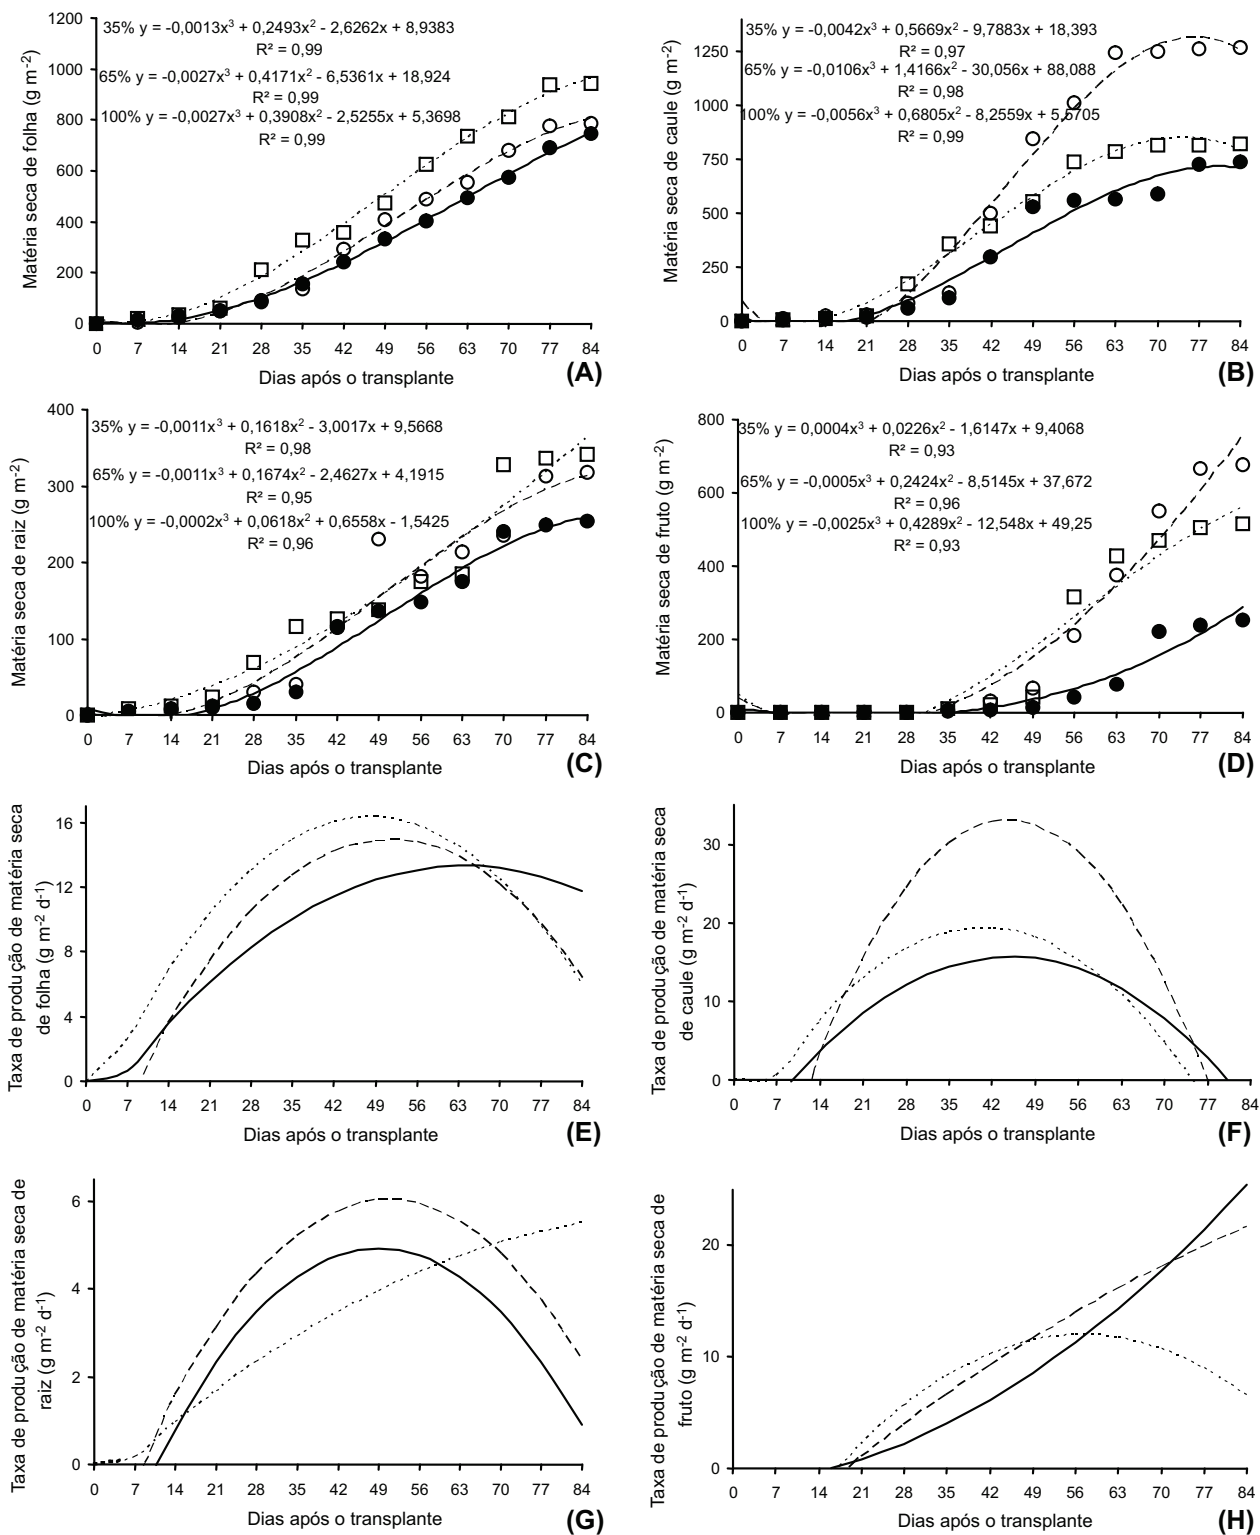 1200
1000
800
600
400
200
0
Matéria seca de folha (g m-2)
35% y = -0,0013x3 + 0,2493x2 - 2,6262x + 8,9383
R² = 0,99
65% y = -0,0027x3 + 0,4171x2 - 6,5361x + 18,924
R² = 0,99
100% y = -0,0027x3 + 0,3908x2 - 2,5255x + 5,3698
R² = 0,99
0 7 14 21 28 35 42 49 56 63 70 77 84
Dias após o transplante
(A)
1250
1000
750
500
250
0
Matéria seca de caule (g m-2)
35% y = -0,0042x3 + 0,5669x2 - 9,7883x + 18,393
R² = 0,97
65% y = -0,0106x3 + 1,4166x2 - 30,056x + 88,088
R² = 0,98
100% y = -0,0056x3 + 0,6805x2 - 8,2559x + 5,6705
R² = 0,99
0 7 14 21 28 35 42 49 56 63 70 77 84
Dias após o transplante
(B)
400
300
200
100
0
Matéria seca de raiz (g m-2)
35% y = -0,0011x3 + 0,1618x2 - 3,0017x + 9,5668
R² = 0,98
65% y = -0,0011x3 + 0,1674x2 - 2,4627x + 4,1915
R² = 0,95
100% y = -0,0002x3 + 0,0618x2 + 0,6558x - 1,5425
R² = 0,96
0 7 14 21 28 35 42 49 56 63 70 77 84
Dias após o transplante
(C)
800
600
400
200
0
Matéria seca de fruto (g m-2)
35% y = 0,0004x3 + 0,0226x2 - 1,6147x + 9,4068
R² = 0,93
65% y = -0,0005x3 + 0,2424x2 - 8,5145x + 37,672
R² = 0,96
100% y = -0,0025x3 + 0,4289x2 - 12,548x + 49,25
R² = 0,93
0 7 14 21 28 35 42 49 56 63 70 77 84
Dias após o transplante
(D)
16
12
8
4
0
Taxa de produção de matéria seca
de folha (g m-2 d-1)
0 7 14 21 28 35 42 49 56 63 70 77 84
Dias após o transplante
(E)
30
20
10
0
Taxa de produção de matéria seca
de caule (g m-2 d-1)
0 7 14 21 28 35 42 49 56 63 70 77 84
Dias após o transplante
(F)
6
4
2
0
Taxa de produção de matéria seca de
raiz (g m-2 d-1)
0 7 14 21 28 35 42 49 56 63 70 77 84
Dias após o transplante
(G)
20
10
0
Taxa de produção de matéria seca de
fruto (g m-2 d-1)
0 7 14 21 28 35 42 49 56 63 70 77 84
Dias após o transplante
(H)